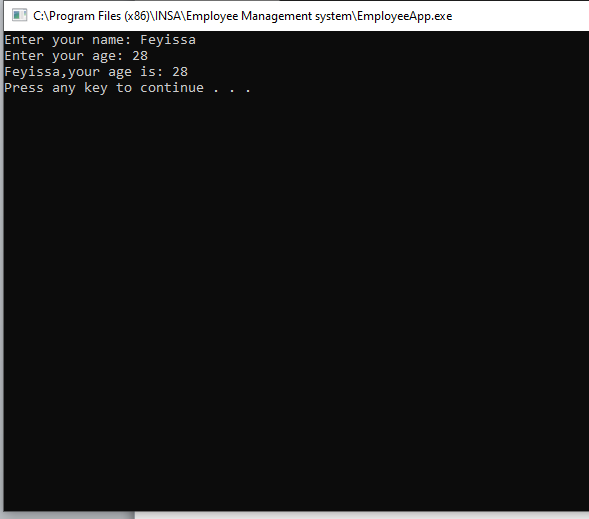 C:\Program Files (x86)\INSA\Employee Management system\EmployeeApp.exe
Enter your name: Feyissa
Enter your age: 28
Feyissa,your age is: 28
Press any key to continue . . .